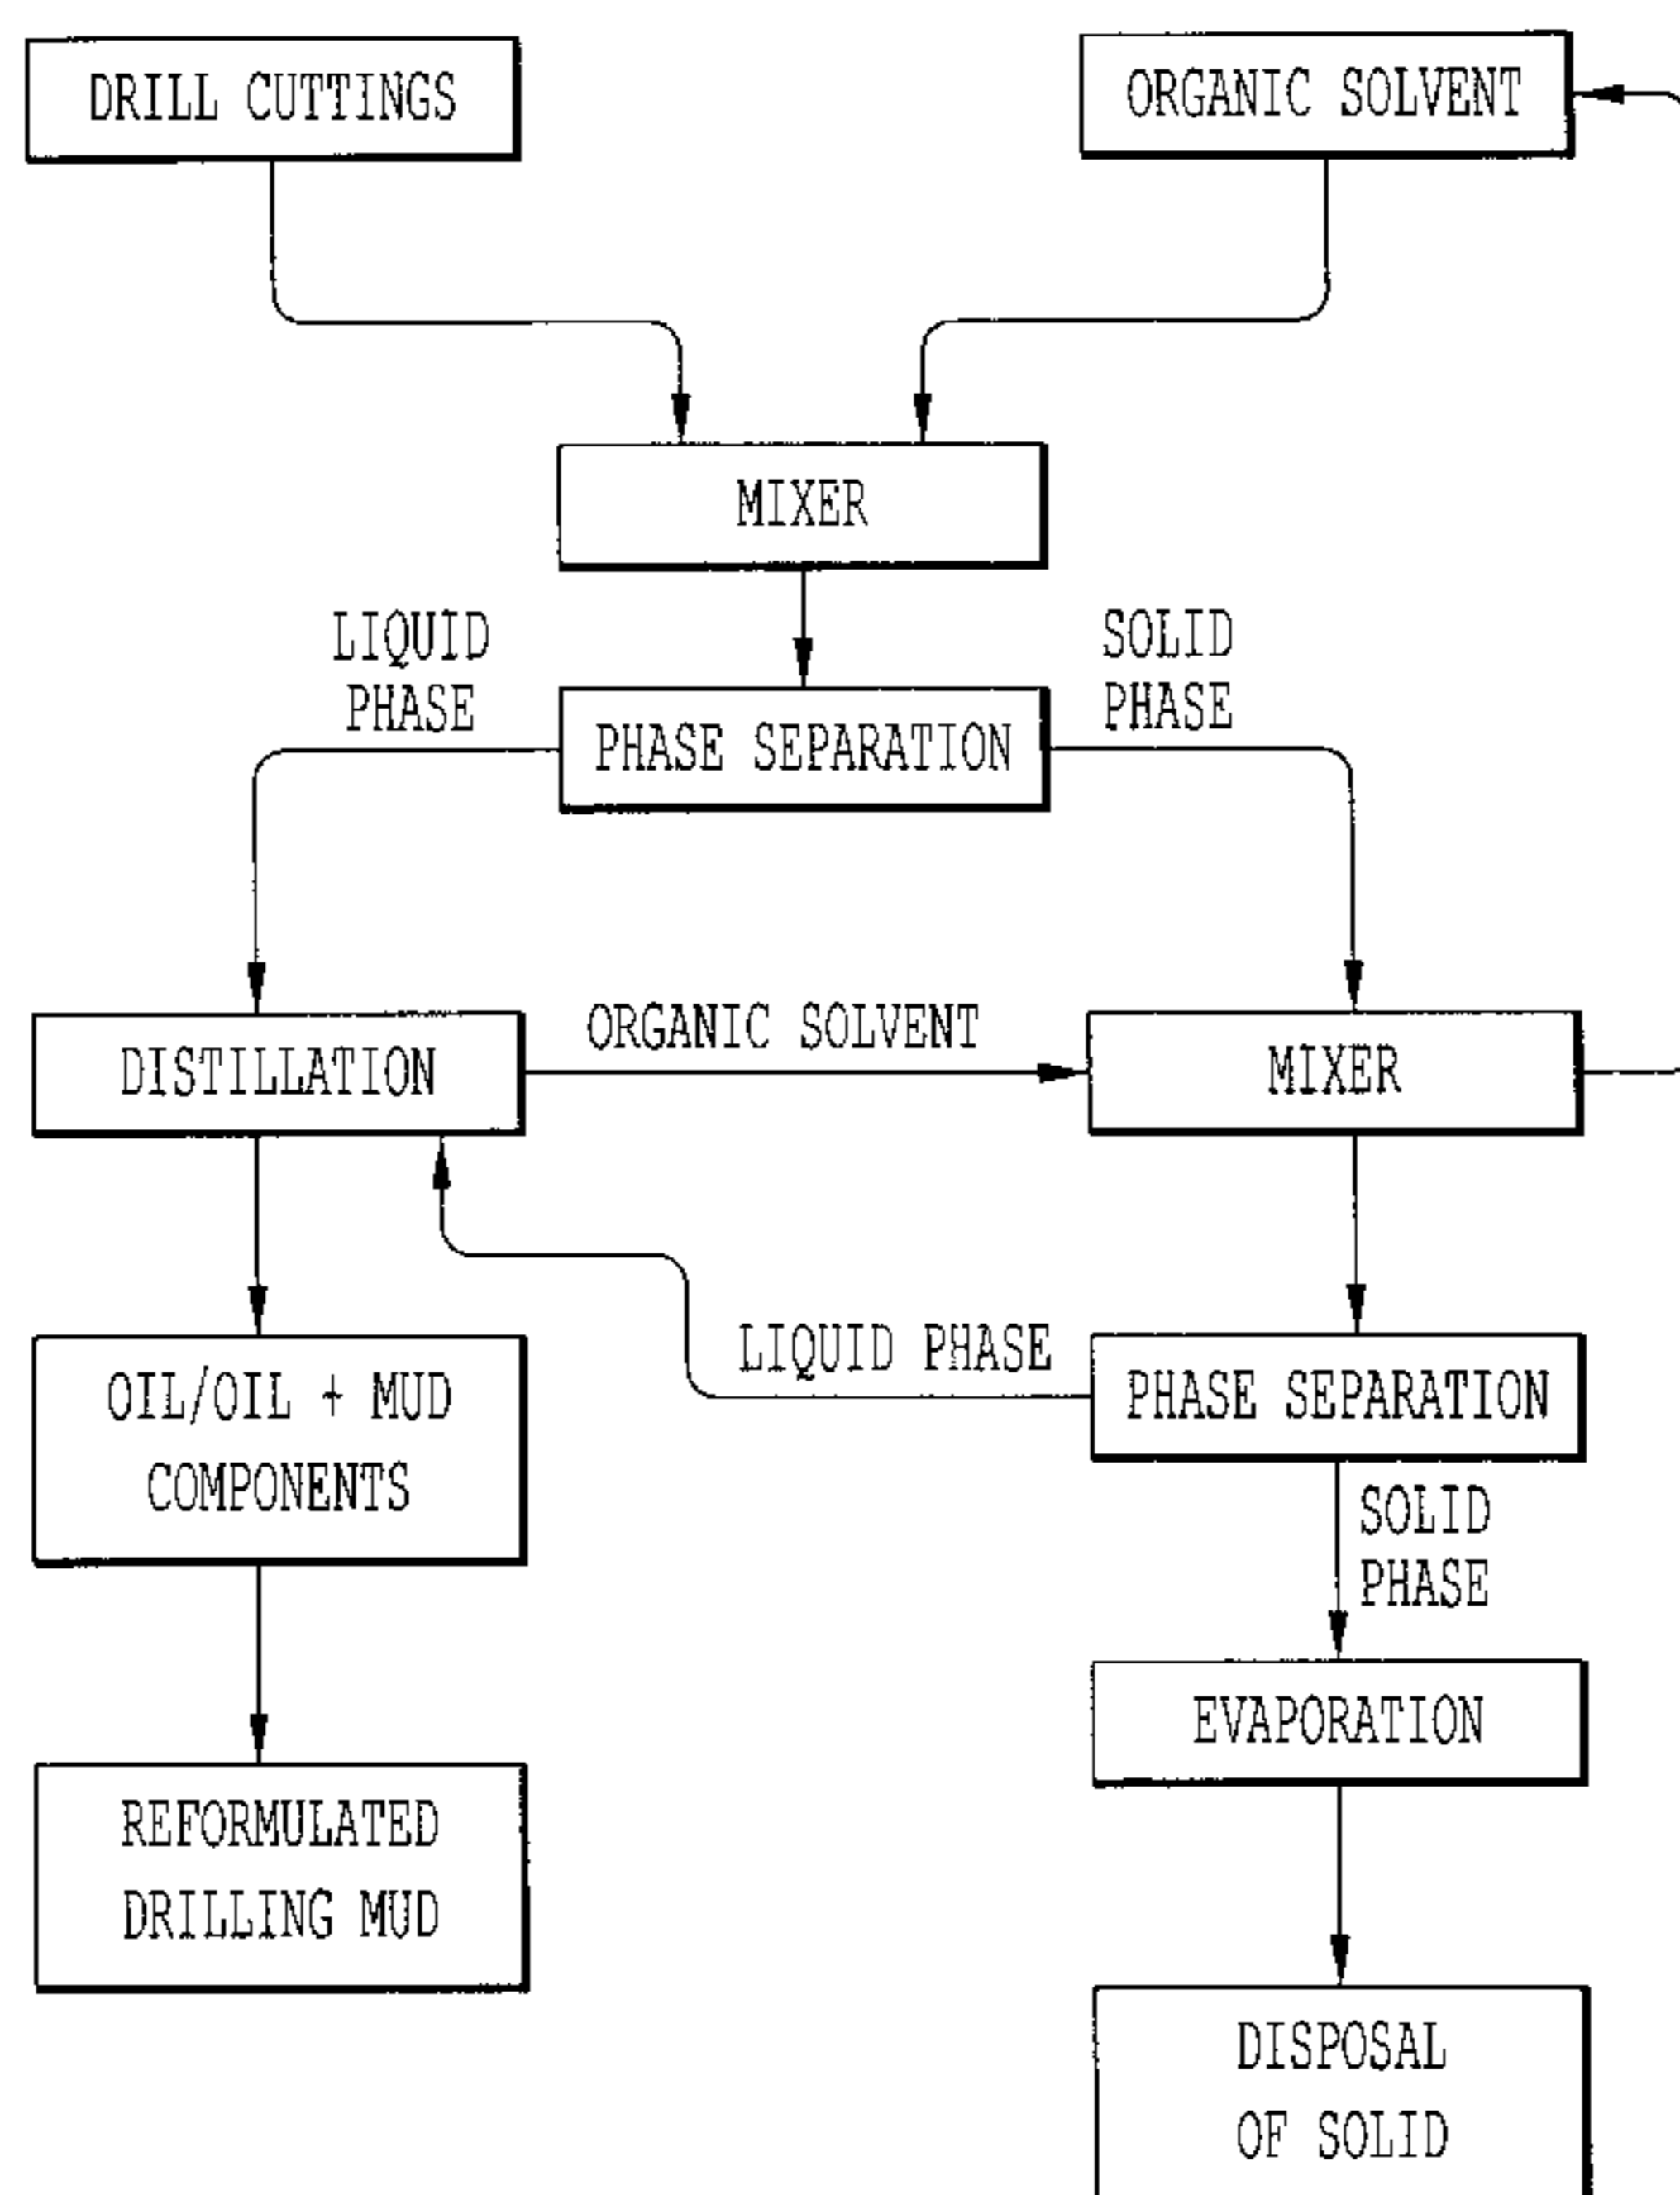 DRILL CUTTINGS
ORGANIC SOLVENT
MIXER
LIQUID
PHASE
SOLID
PHASE
PHASE SEPARATION
DISTILLATION
ORGANIC SOLVENT
MIXER
OIL/OIL + MUD
COMPONENTS
LIQUID PHASE
PHASE SEPARATION
SOLID
PHASE
EVAPORATION
REFORMULATED
DRILLING MUD
DISPOSAL
OF SOLID